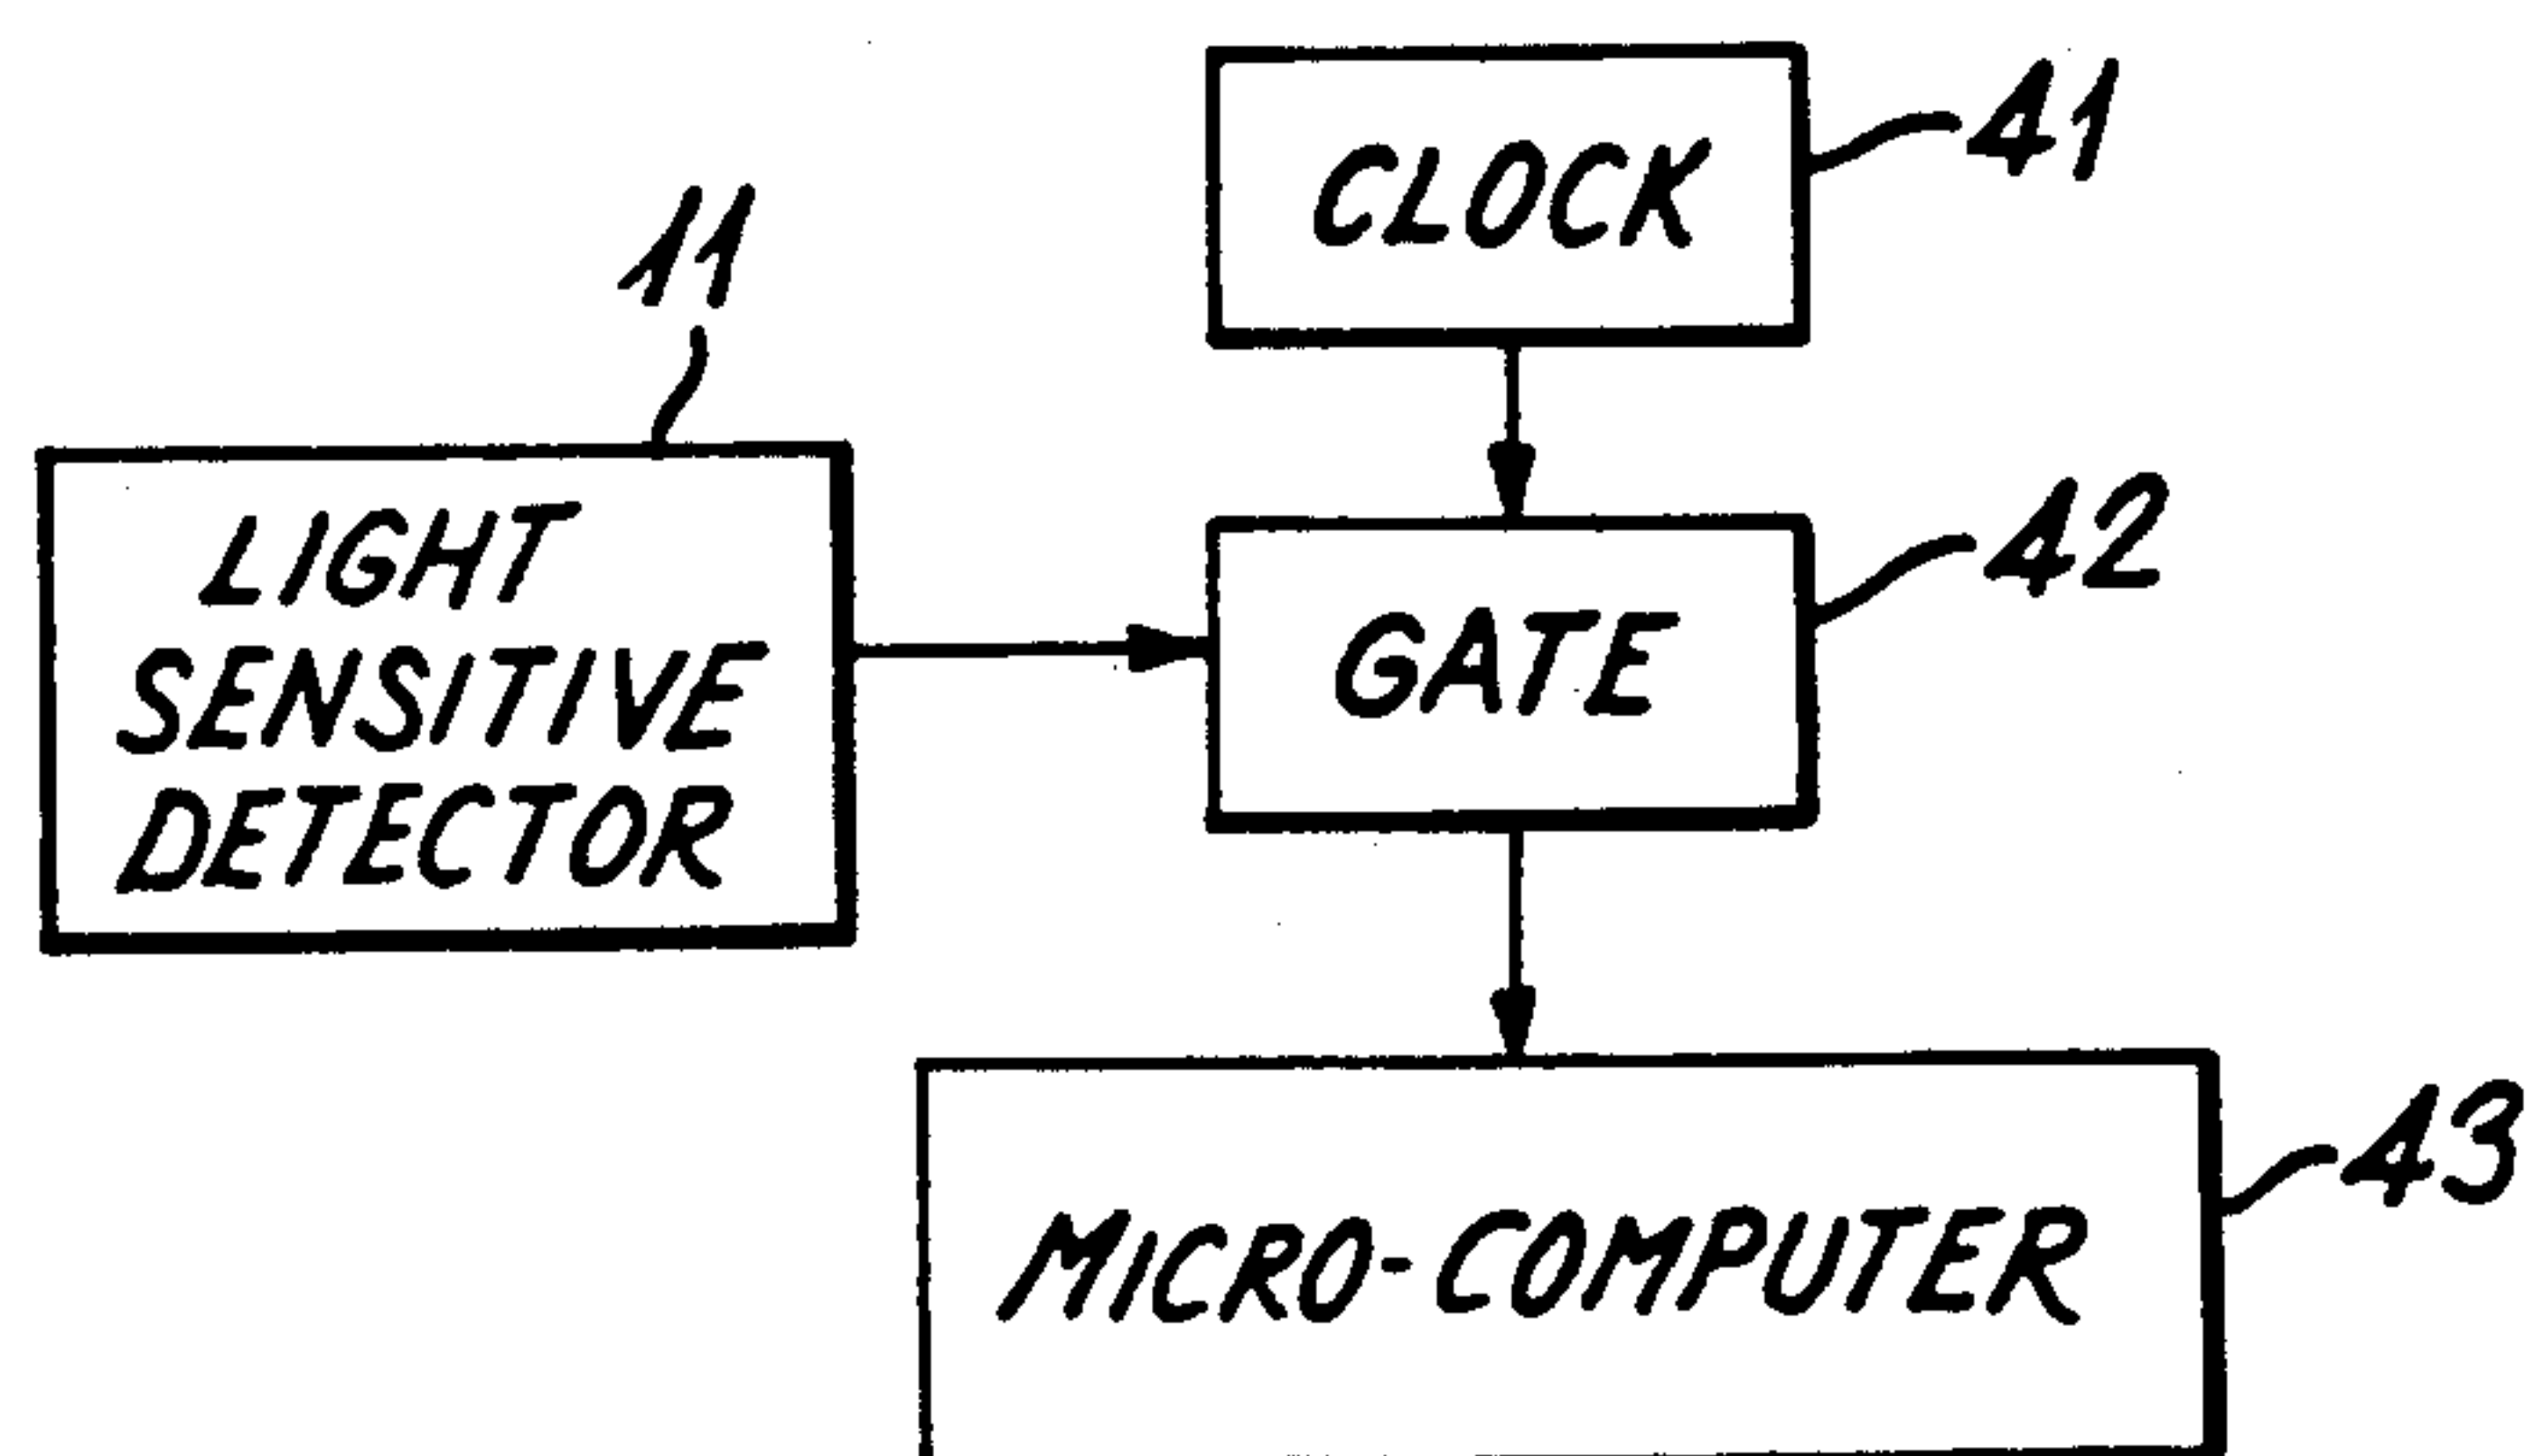 CLOCK
41
11
LIGHT
SENSITIVE
DETECTOR
GATE
42
MICRO-COMPUTER
43